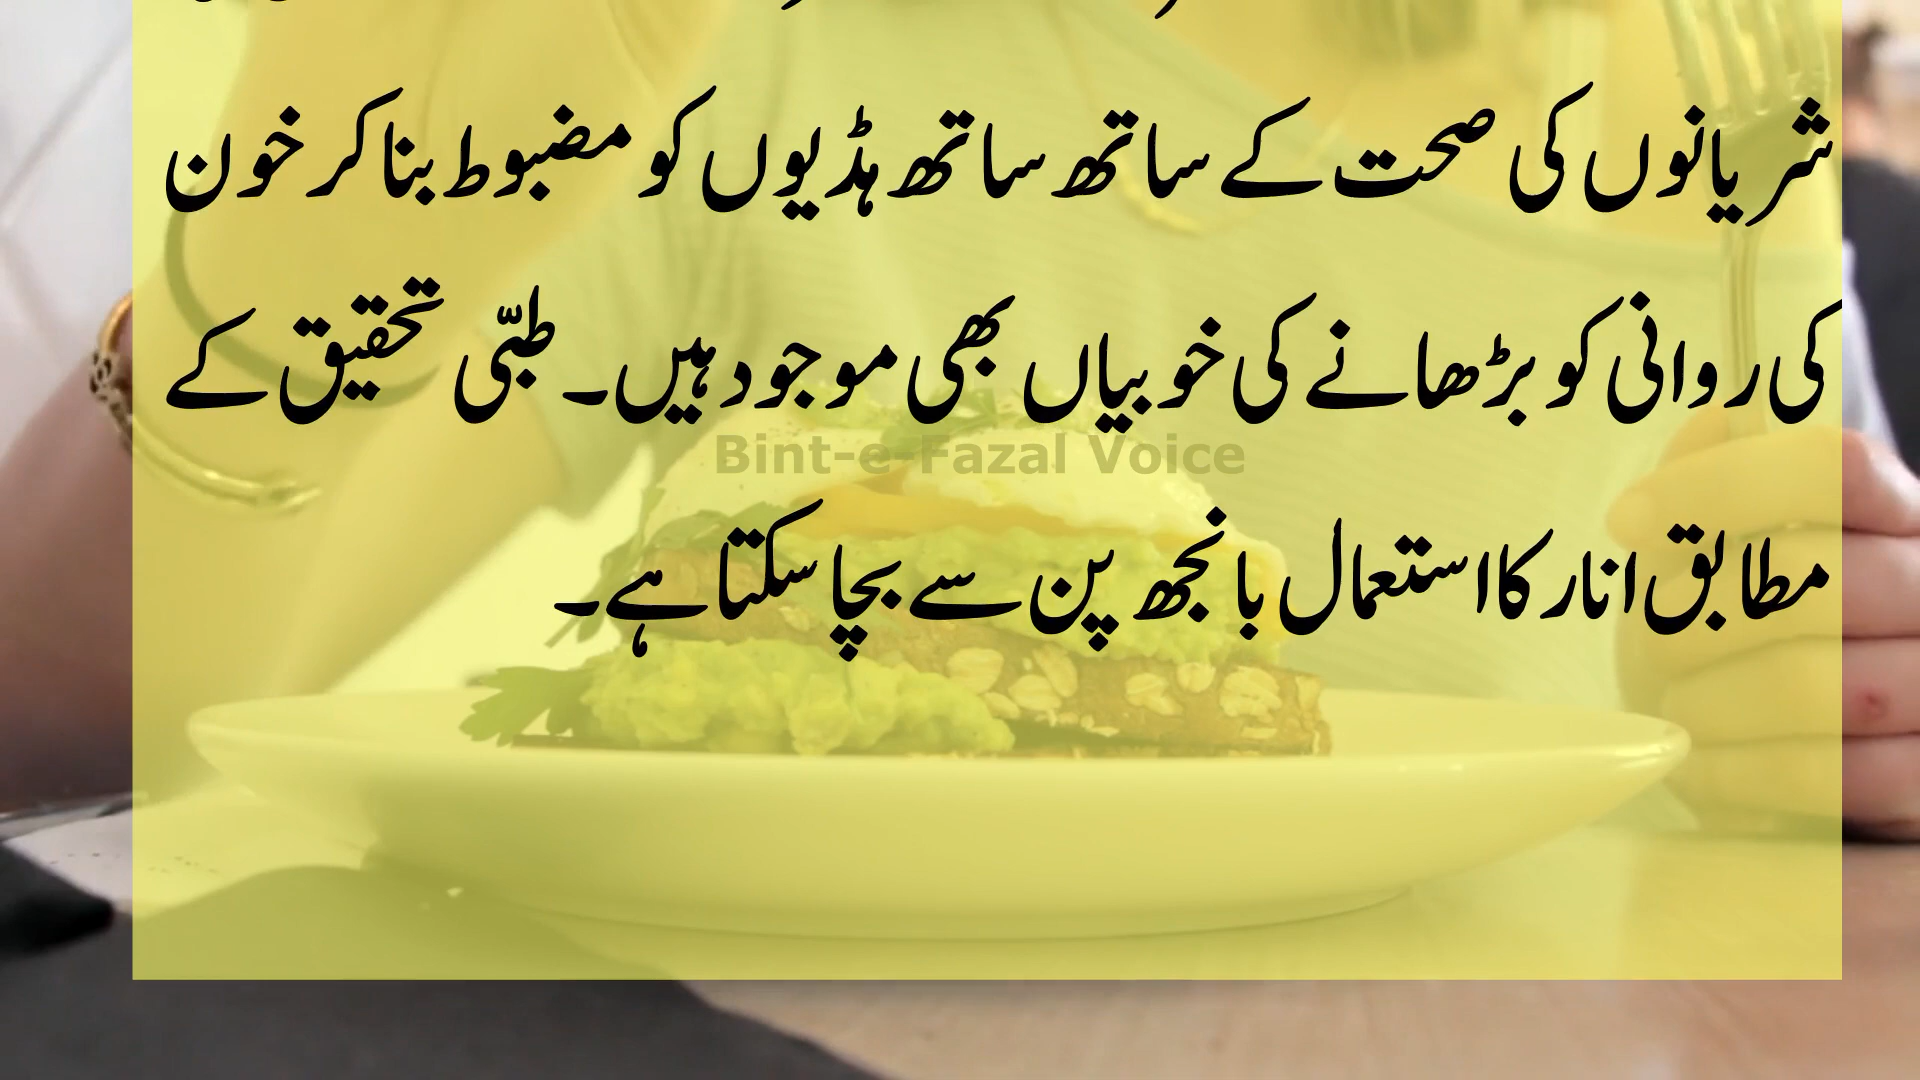 شریانوں کی صحت کے ساتھ ساتھ ہڈیوں کو مضبوط بنا کر خون
کی روانی کو بڑھانے کی خوبیاں بھی موجود ہیں۔ طبّی تحقیق کے
Bint-e-Fazal Voice
مطابق انار کا استعمال بانجھ پن سے بچا سکتا ہے۔